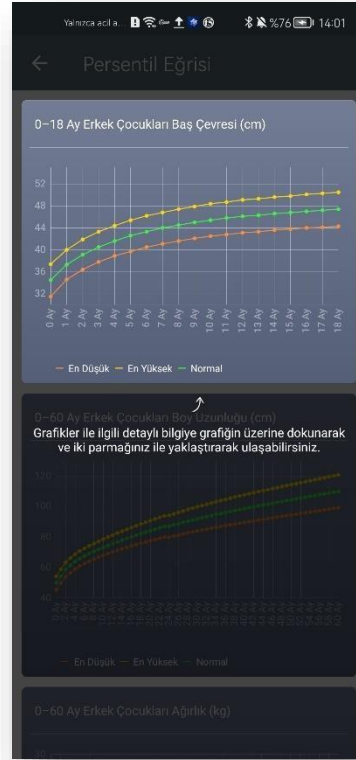 Yalnızca acil a...
%76
14:01
Persentil Eğrisi
0–18 Ay Erkek Çocukları Baş Çevresi (cm)
52
48
44
40
36
32
0 Ay 1 Ay 2 Ay 3 Ay 4 Ay 5 Ay 6 Ay 7 Ay 8 Ay 9 Ay 10 Ay 11 Ay 12 Ay 13 Ay 14 Ay 15 Ay 16 Ay 17 Ay 18 Ay
En Düşük En Yüksek Normal
0–60 Ay Erkek Çocukları Boy Uzunluğu (cm)
Grafikler ile ilgili detaylı bilgiye grafiğin üzerine dokunarak
ve iki parmağınız ile yaklaştırarak ulaşabilirsiniz.
120
100
80
60
40
En Düşük En Yüksek Normal
0–60 Ay Erkek Çocukları Ağırlık (kg)